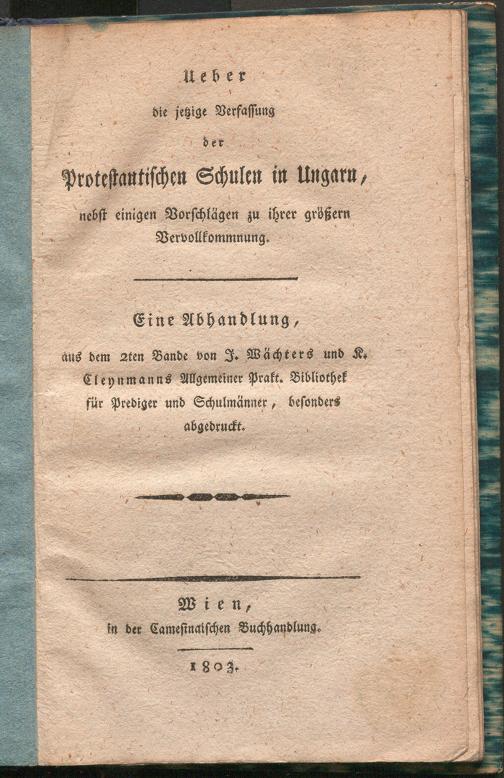 Ueber
die jetzige Verfassung
der
Protestantischen Schulen in Ungarn,
nebst einigen Vorschlägen zu ihrer größern
Vervollkommnung.
Eine Abhandlung,
aus dem 2ten Bande von J. Wächters und K.
Cleynmanns Allgemeiner Prakt. Bibliothek
für Prediger und Schulmänner, besonders
abgedruckt.
Wien,
in der Camesinaischen Buchhandlung.
1803.